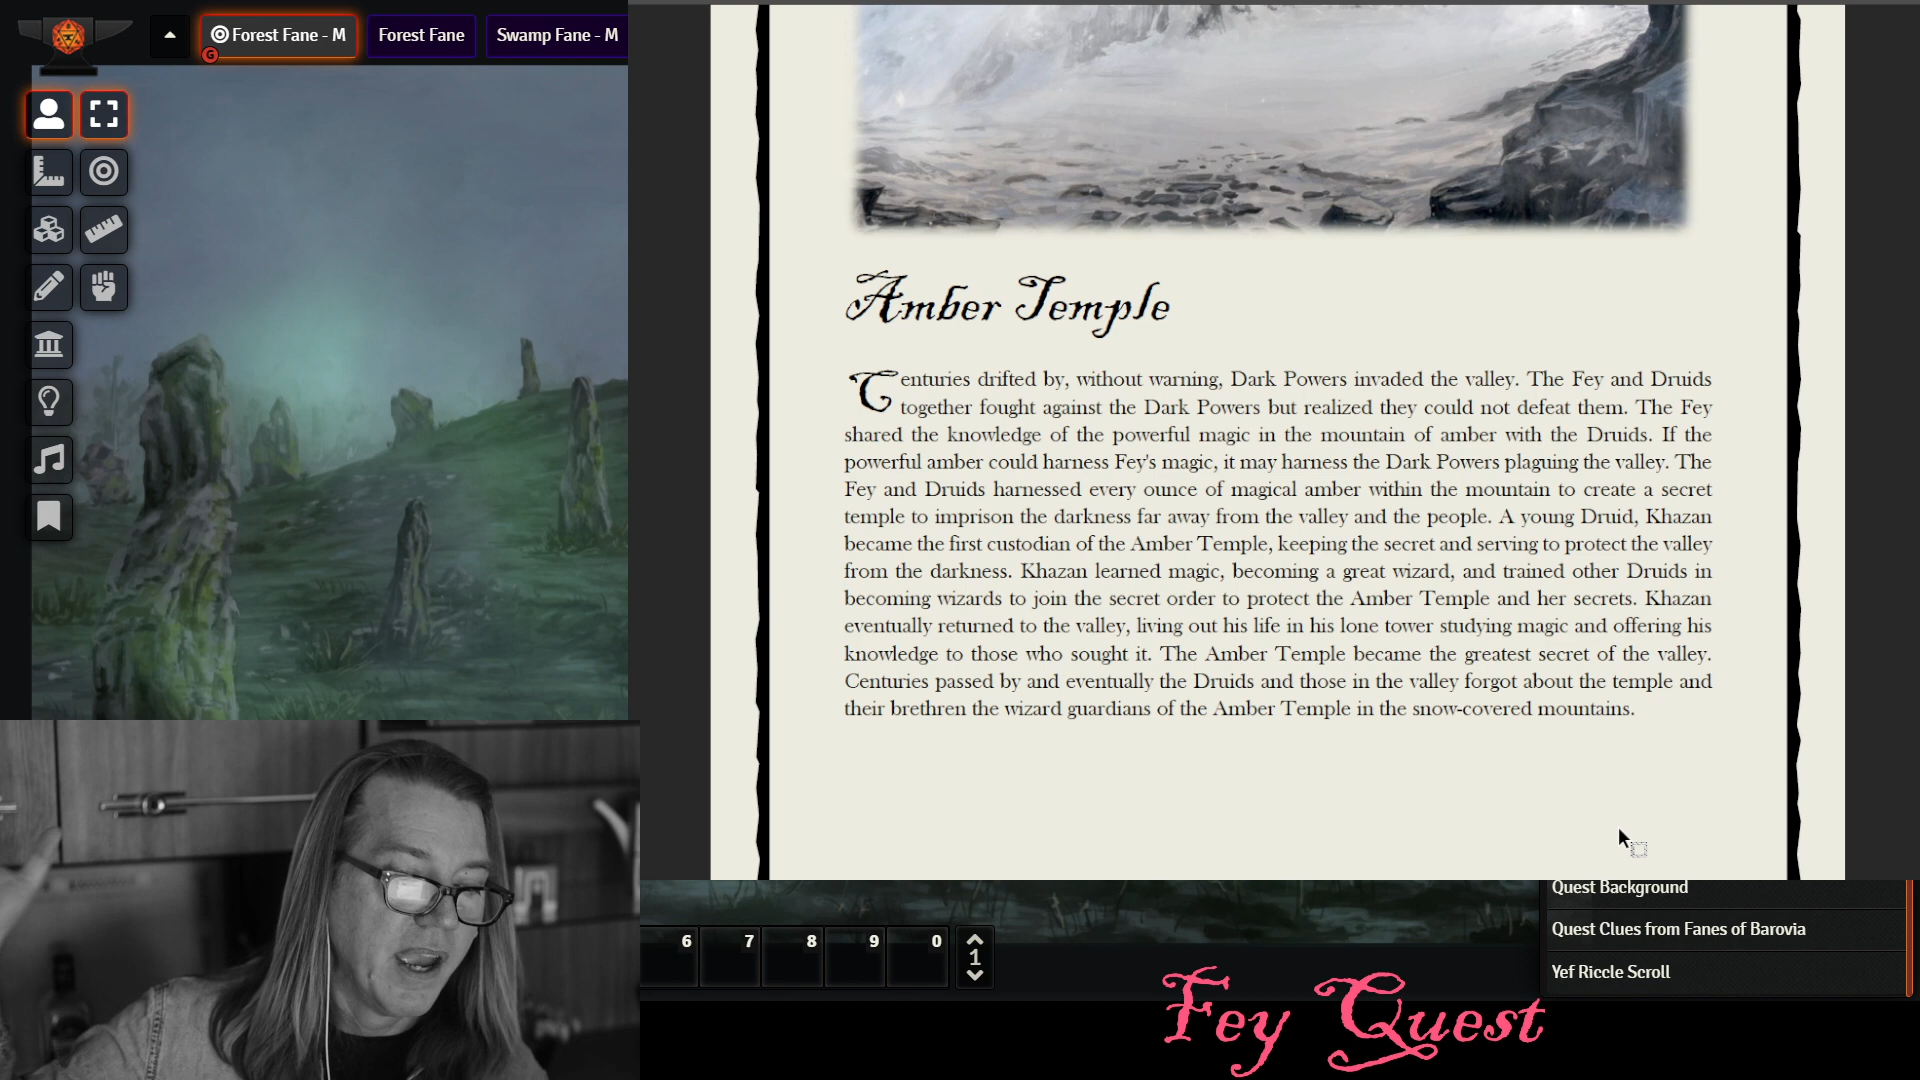 Forest Fane - M
G
Forest Fane
Swamp Fane - M
Amber Temple
Centuries drifted by, without warning, Dark Powers invaded the valley. The Fey and Druids
together fought against the Dark Powers but realized they could not defeat them. The Fey
shared the knowledge of the powerful magic in the mountain of amber with the Druids. If the
powerful amber could harness Fey's magic, it may harness the Dark Powers plaguing the valley. The
Fey and Druids harnessed every ounce of magical amber within the mountain to create a secret
temple to imprison the darkness far away from the valley and the people. A young Druid, Khazan
became the first custodian of the Amber Temple, keeping the secret and serving to protect the valley
from the darkness. Khazan learned magic, becoming a great wizard, and trained other Druids in
becoming wizards to join the secret order to protect the Amber Temple and her secrets. Khazan
eventually returned to the valley, living out his life in his lone tower studying magic and offering his
knowledge to those who sought it. The Amber Temple became the greatest secret of the valley.
Centuries passed by and eventually the Druids and those in the valley forgot about the temple and
their brethren the wizard guardians of the Amber Temple in the snow-covered mountains.
Quest Background
Quest Clues from Fanes of Barovia
Yef Riccle Scroll
6 7 8 9 0
1
Fey Quest